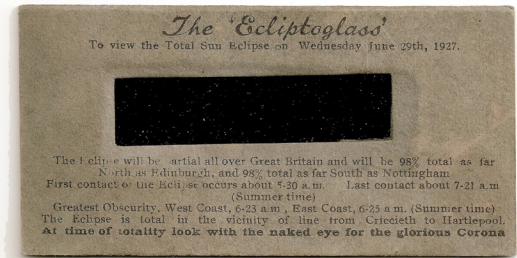 The 'Ecliptoglass'
To view the Total Sun Eclipse on Wednesday June 29th, 1927.
The Eclipse will be partial all over Great Britain and will be 98% total as far
North as Edinburgh, and 98% total as far South as Nottingham
First contact of the Eclipse occurs about 5-30 a.m. Last contact about 7-21 a.m
(Summer time)
Greatest Obscurity, West Coast, 6-23 a.m., East Coast, 6-25 a.m. (Summer time)
The Eclipse is total in the vicinity of line from Criccieth to Hartlepool.
At time of totality look with the naked eye for the glorious Corona